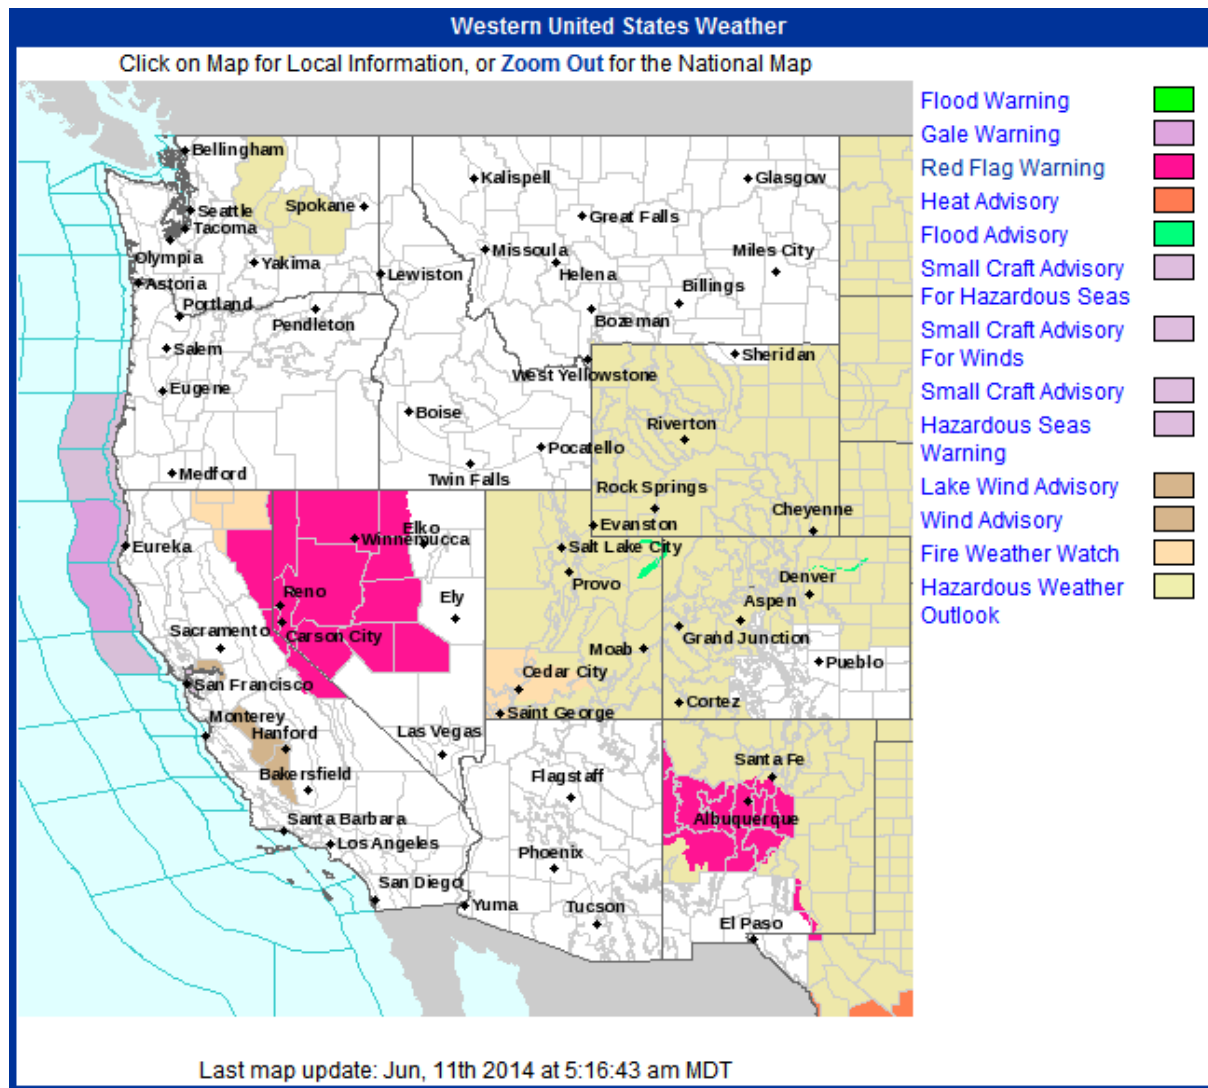 Western United States Weather
Click on Map for Local Information, or Zoom Out for the National Map
Flood Warning
Gale Warning
Red Flag Warning
Heat Advisory
Flood Advisory
Small Craft Advisory
For Hazardous Seas
Small Craft Advisory
For Winds
Small Craft Advisory
Hazardous Seas
Warning
Lake Wind Advisory
Wind Advisory
Fire Weather Watch
Hazardous Weather
Outlook
Bellingham
Kalispell
Glasgow
Spokane
Seattle
Great Falls
Tacoma
Olympia
Yakima
Missoula
Miles City
Helena
Lewiston
Astoria
Billings
Portland
Pendleton
Bozeman
Salem
Sheridan
West Yellowstone
Eugene
Boise
Riverton
Pocatello
Medford
Twin Falls
Rock Springs
Cheyenne
Elko
Evanston
Winnemucca
Eureka
Salt Lake City
Provo
Denver
Reno
Ely
Aspen
Sacramento
Carson City
Grand Junction
Moab
Pueblo
Cedar City
San Francisco
Cortez
Monterey
Saint George
Hanford
Las Vegas
Santa Fe
Bakersfield
Flagstaff
Santa Barbara
Albuquerque
Los Angeles
Phoenix
San Diego
Yuma
Tucson
El Paso
Last map update: Jun, 11th 2014 at 5:16:43 am MDT